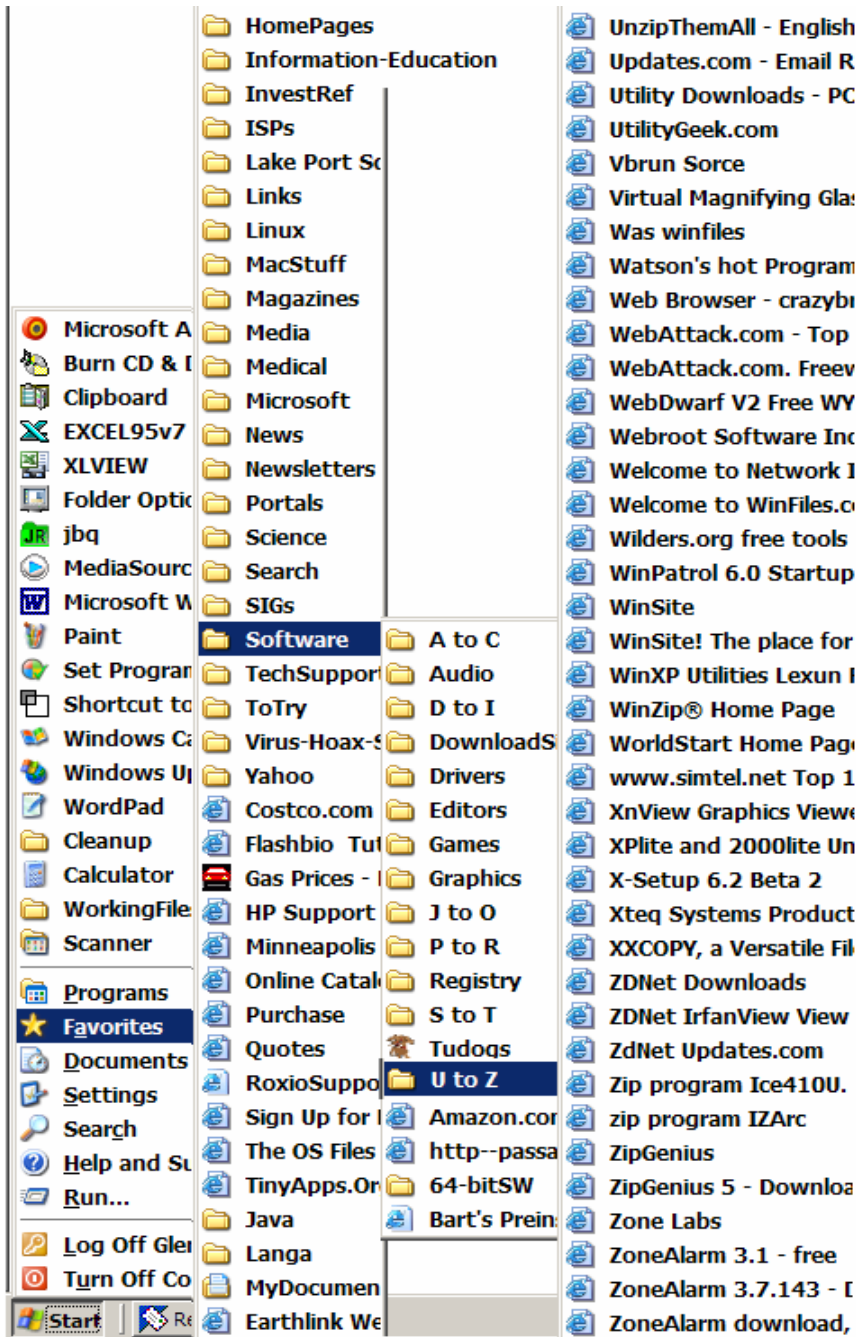 Microsoft A
Burn CD & D
Clipboard
EXCEL95v7
XLVIEW
Folder Optio
jbq
MediaSourc
Microsoft W
Paint
Set Program
Shortcut to
Windows Ca
Windows Up
WordPad
Cleanup
Calculator
WorkingFile
Scanner
Programs
Favorites
Documents
Settings
Search
Help and Su
Run...
Log Off Glen
Turn Off Co
Start
Re
HomePages
Information-Education
InvestRef
ISPs
Lake Port Sc
Links
Linux
MacStuff
Magazines
Media
Medical
Microsoft
News
Newsletters
Portals
Science
Search
SIGs
Software
TechSupport
ToTry
Virus-Hoax-S
Yahoo
Costco.com
Flashbio Tut
Gas Prices -
HP Support
Minneapolis
Online Catal
Purchase
Quotes
RoxioSuppo
Sign Up for
The OS Files
TinyApps.Or
Java
Langa
MyDocumen
Earthlink We
A to C
Audio
D to I
DownloadSi
Drivers
Editors
Games
Graphics
J to O
P to R
Registry
S to T
Tudogs
U to Z
Amazon.com
http--passa
64-bitSW
Bart's Prein
UnzipThemAll - English
Updates.com - Email R
Utility Downloads - PC
UtilityGeek.com
Vbrun Sorce
Virtual Magnifying Glas
Was winfiles
Watson's hot Program
Web Browser - crazybr
WebAttack.com - Top
WebAttack.com. Freew
WebDwarf V2 Free WY
Webroot Software Inc
Welcome to Network I
Welcome to WinFiles.co
Wilders.org free tools
WinPatrol 6.0 Startup
WinSite
WinSite! The place for
WinXP Utilities Lexun F
WinZip® Home Page
WorldStart Home Page
www.simtel.net Top 1
XnView Graphics Viewe
XPlite and 2000lite Un
X-Setup 6.2 Beta 2
Xteq Systems Product
XXCOPY, a Versatile Fil
ZDNet Downloads
ZDNet IrfanView View
ZdNet Updates.com
Zip program Ice410U.
zip program IZArc
ZipGenius
ZipGenius 5 - Downloa
Zone Labs
ZoneAlarm 3.1 - free
ZoneAlarm 3.7.143 - D
ZoneAlarm download,